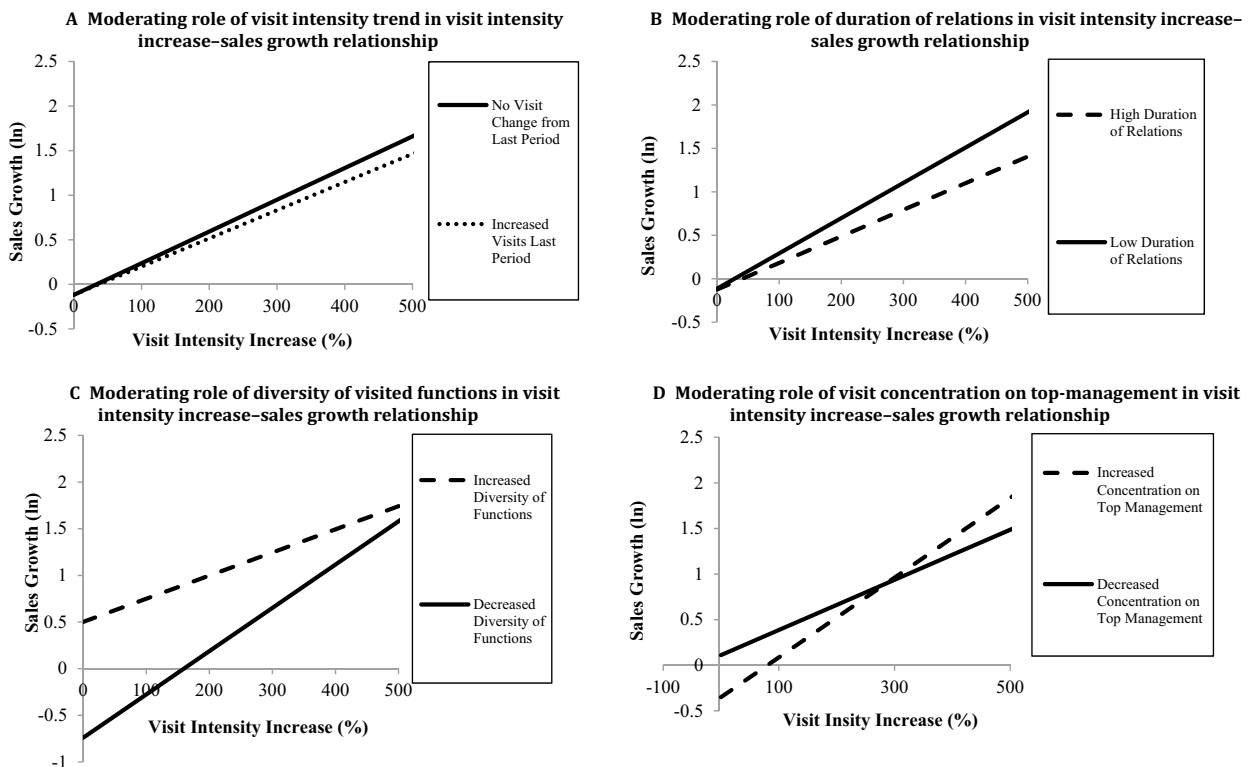 A Moderating role of visit intensity trend in visit intensity
increase–sales growth relationship
2.5
2
1.5
1
0.5
0
-0.5
0
100
200
300
400
500
Sales Growth (ln)
Visit Intensity Increase (%)
No Visit
Change from
Last Period
Increased
Visits Last
Period
B Moderating role of duration of relations in visit intensity increase–
sales growth relationship
2.5
2
1.5
1
0.5
0
-0.5
0
100
200
300
400
500
Sales Growth (ln)
Visit Intensity Increase (%)
High Duration
of Relations
Low Duration
of Relations
C Moderating role of diversity of visited functions in visit
intensity increase–sales growth relationship
2.5
2
1.5
1
0.5
0
-0.5
-1
0
100
200
300
400
500
Sales Growth (ln)
Visit Intensity Increase (%)
Increased
Diversity of
Functions
Decreased
Diversity of
Functions
D Moderating role of visit concentration on top-management in visit
intensity increase–sales growth relationship
2.5
2
1.5
1
0.5
0
-0.5
-100
100
300
500
Sales Growth (ln)
Visit Insity Increase (%)
Increased
Concentration on
Top Management
Decreased
Concentration on
Top Management